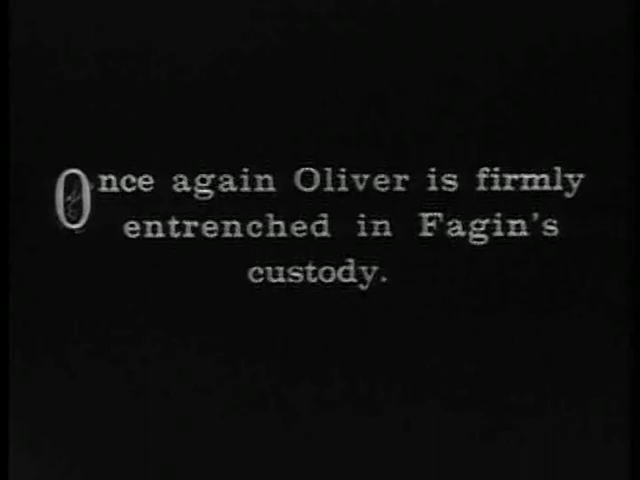 Once again Oliver is firmly
entrenched in Fagin's
custody.